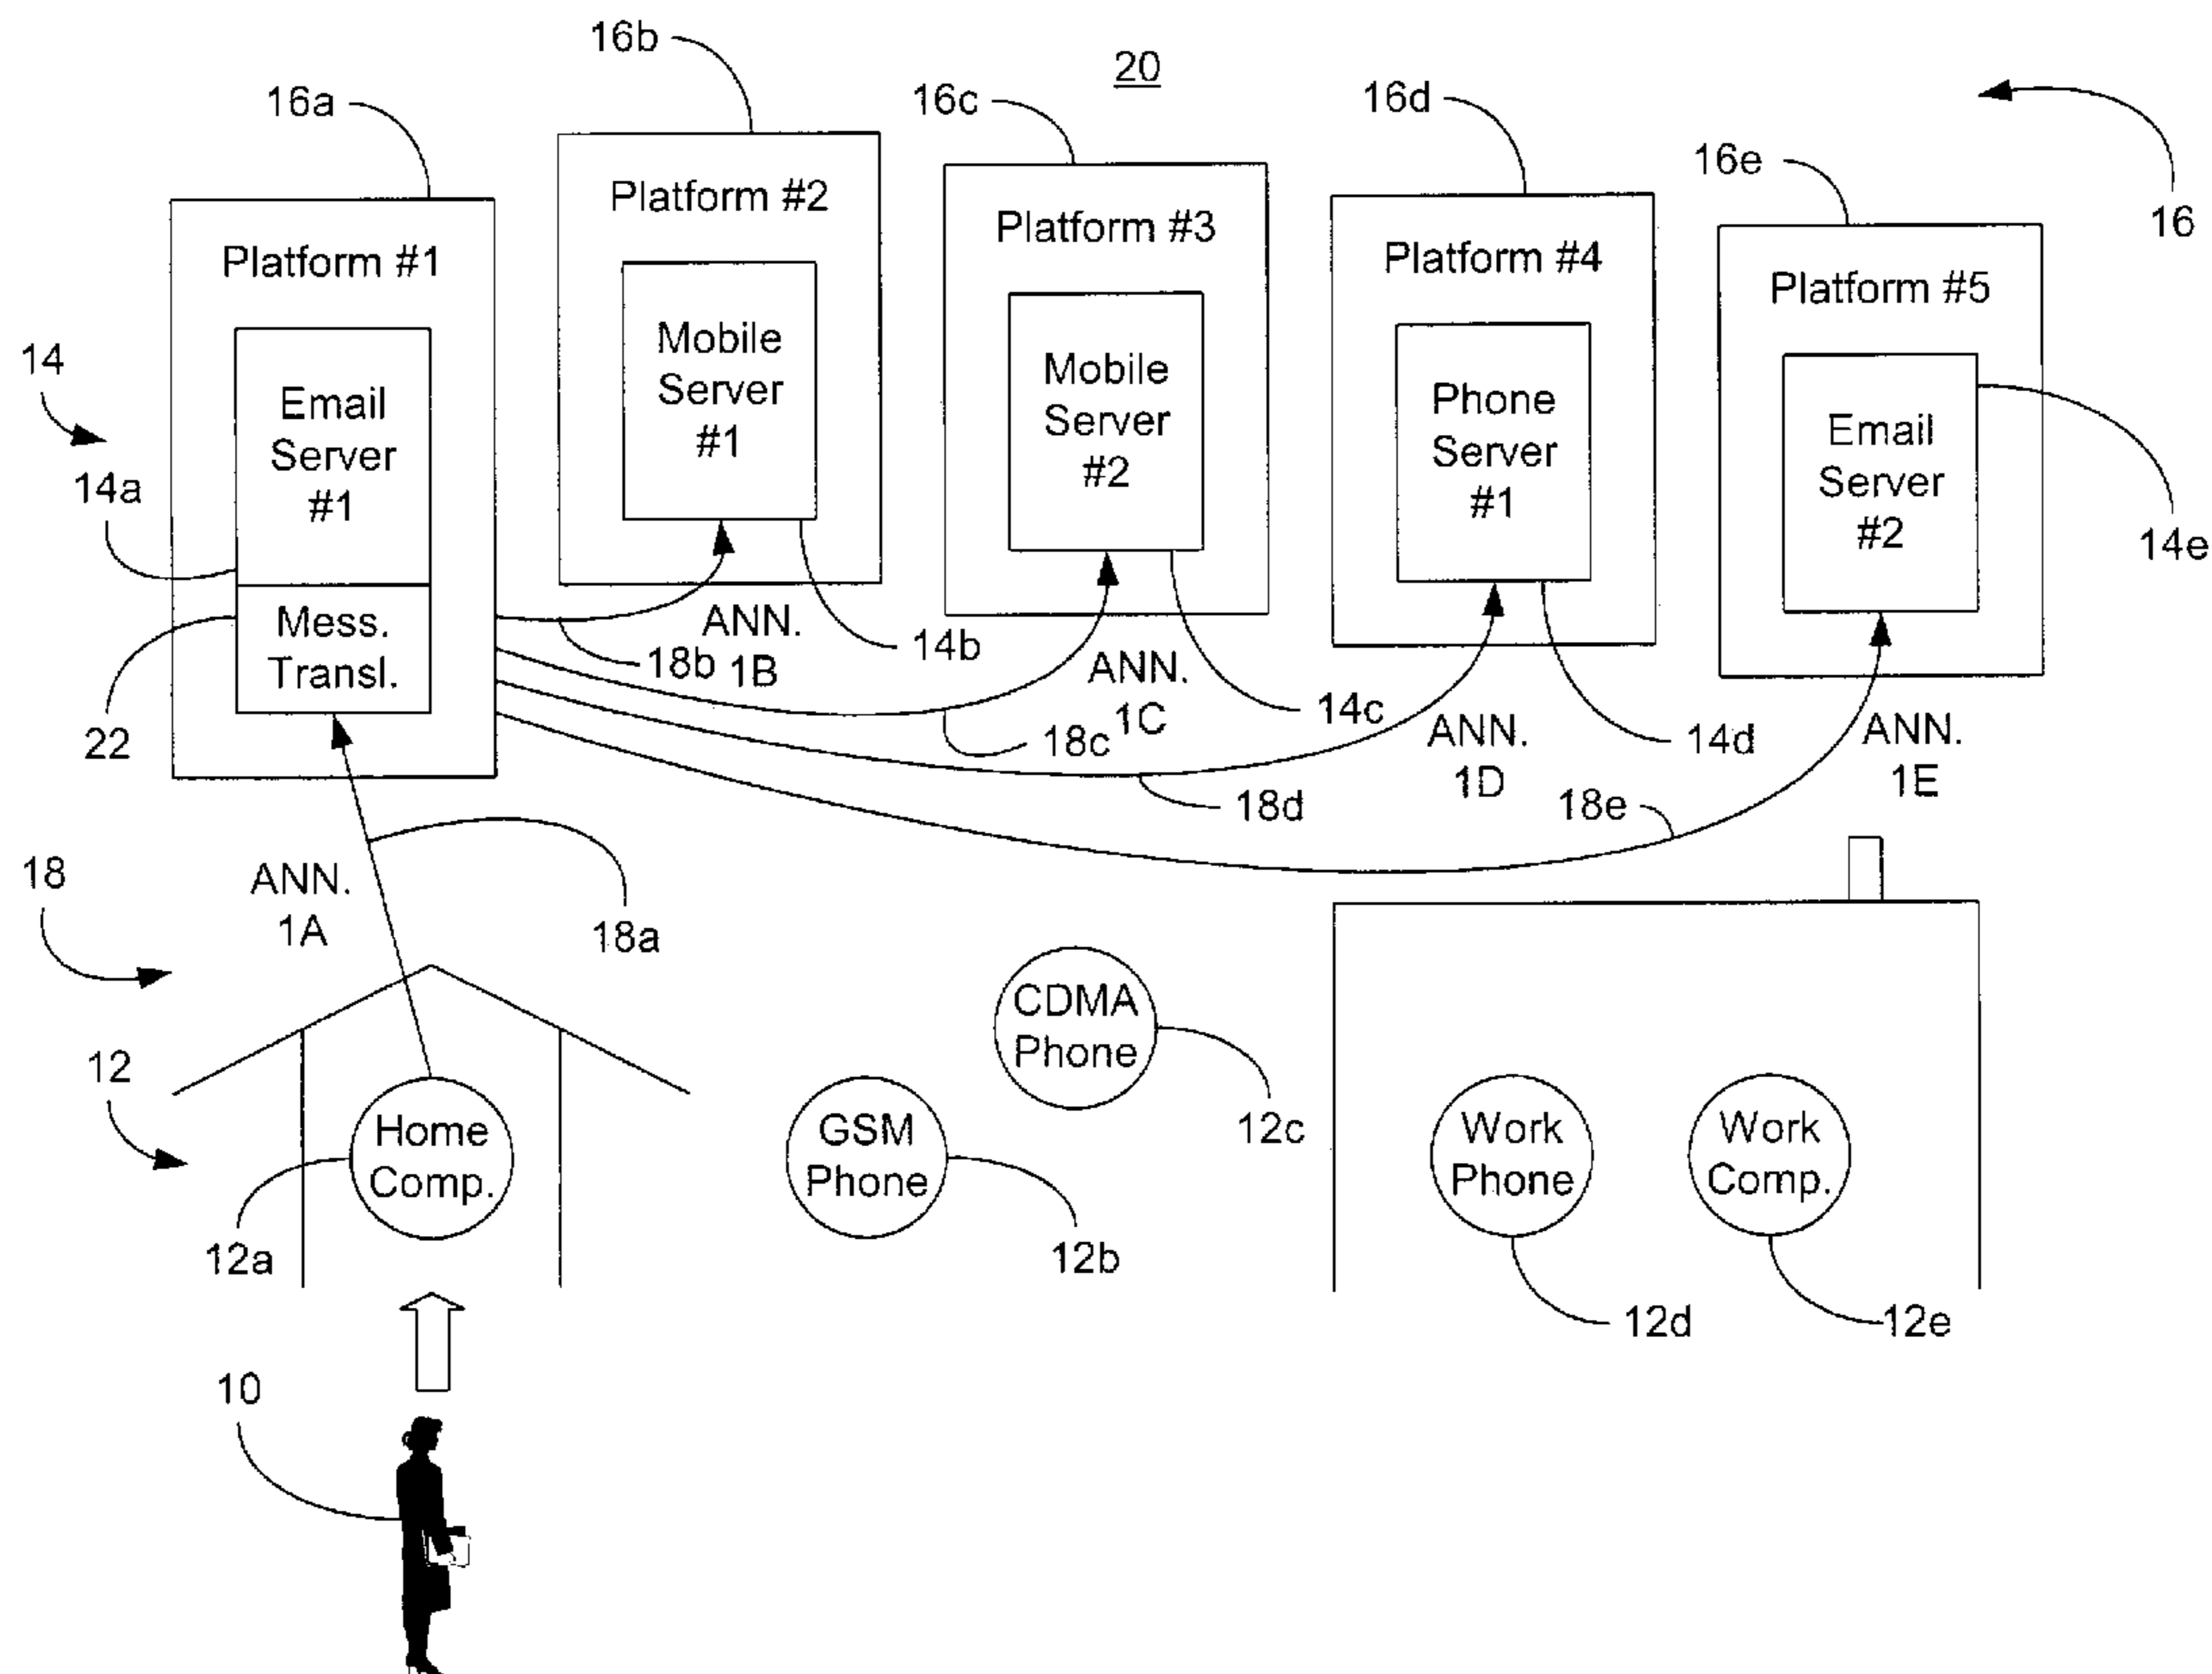 16b
20
16a
16c
16d
16e
16
Platform #1
Platform #2
Platform #3
Platform #4
Platform #5
14
14a
Email
Server
#1
Mess.
Transl.
22
Mobile
Server
#1
Mobile
Server
#2
Phone
Server
#1
Email
Server
#2
14e
18b
ANN.
1B
14b
18c
ANN.
1C
14c
18d
ANN.
1D
14d
18e
ANN.
1E
18
ANN.
1A
18a
12
Home
Comp.
12a
GSM
Phone
12b
CDMA
Phone
12c
Work
Phone
12d
Work
Comp.
12e
10